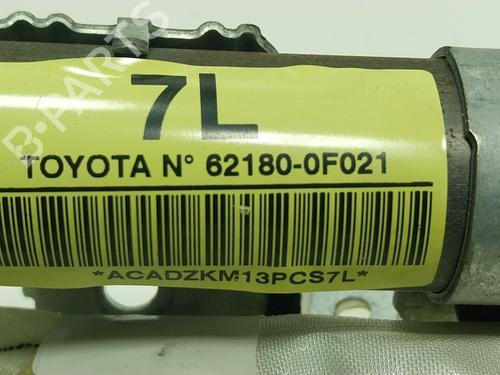 B-PARTS
7L
TOYOTA N° 62180-0F021
*ACADZKM13PCS7L*